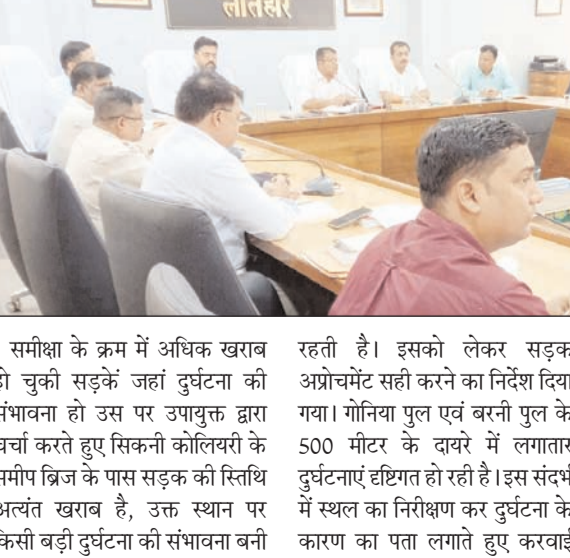 लातेहार
समीक्षा के क्रम में अधिक खराब
हो चुकी सड़कें जहां दुर्घटना की
संभावना हो उस पर उपायुक्त द्वारा
चर्चा करते हुए सिकनी कोलियरी के
समीप ब्रिज के पास सड़क की स्तिथि
अत्यंत खराब है, उक्त स्थान पर
किसी बड़ी दुर्घटना की संभावना बनी
रहती है। इसको लेकर सड़क
अप्रोचमेंट सही करने का निर्देश दिया
गया। गोनिया पुल एवं बरनी पुल के
500 मीटर के दायरे में लगातार
दुर्घटनाएं दृष्टिगत हो रही है। इस संदर्भ
में स्थल का निरीक्षण कर दुर्घटना के
कारण का पता लगाते हुए करवाई